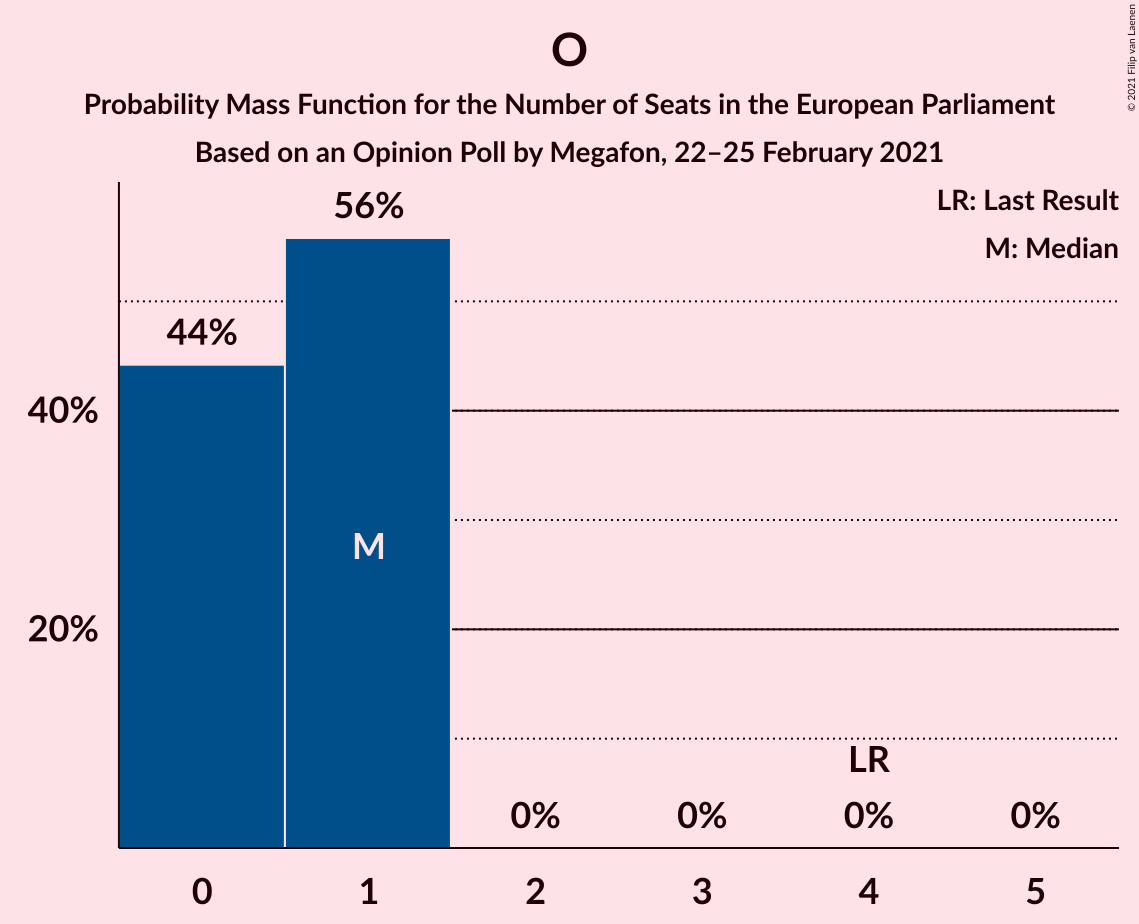 O
Probability Mass Function for the Number of Seats in the European Parliament
Based on an Opinion Poll by Megafon, 22–25 February 2021
© 2021 Filip van Laenen
LR: Last Result
M: Median
56%
44%
40%
M
20%
LR
0% 0% 0% 0%
0 1 2 3 4 5